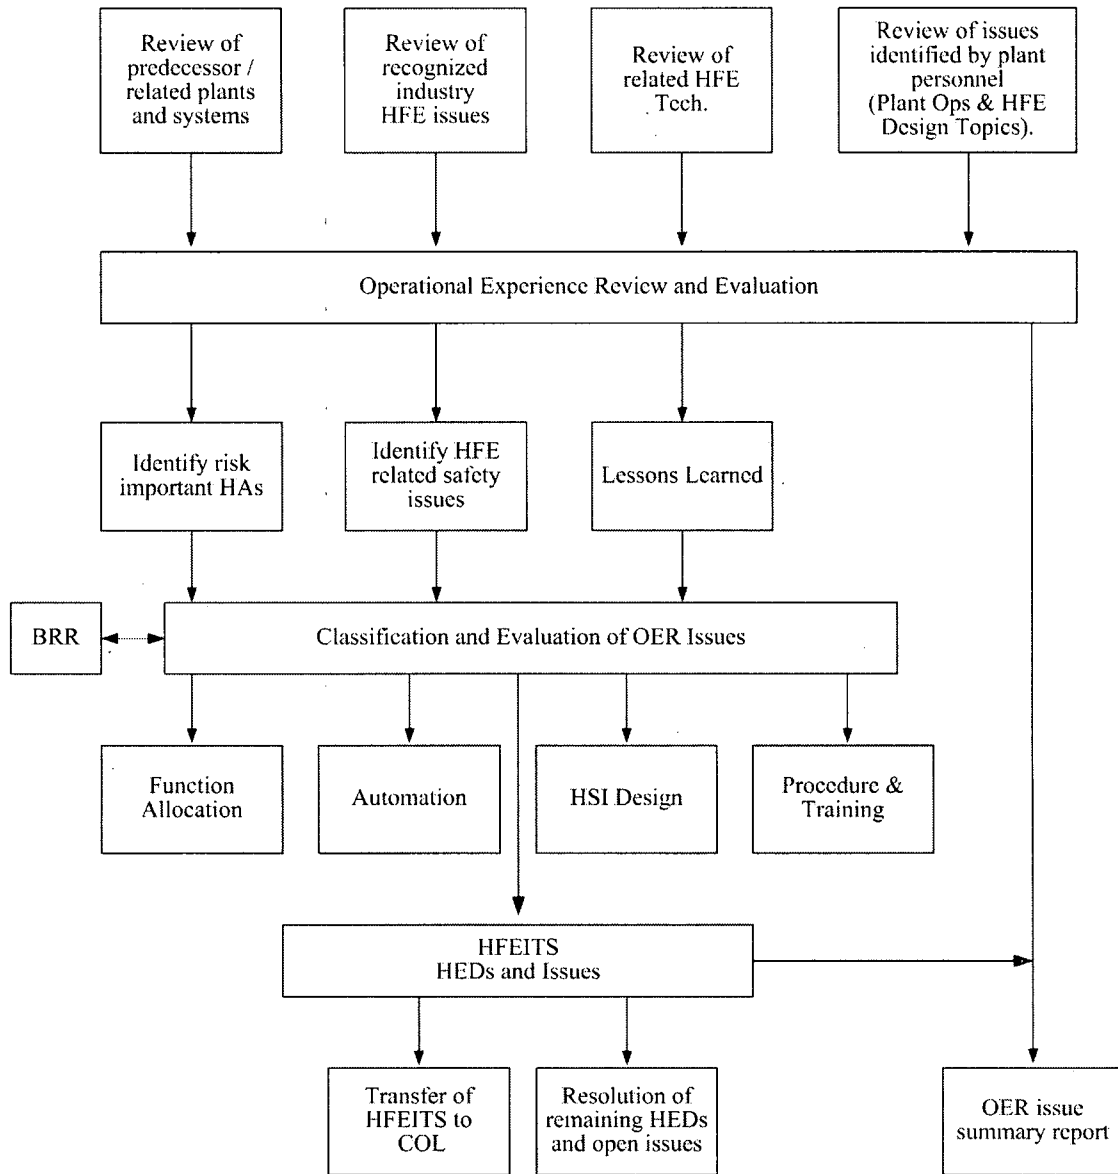 Review of
predecessor /
related plants
and systems
Review of
recognized
industry
HFE issues
Review of
related HFE
Tech.
Review of issues
identified by plant
personnel
(Plant Ops & HFE
Design Topics).
Operational Experience Review and Evaluation
Identify risk
important HAs
Identify HFE
related safety
issues
Lessons Learned
BRR
Classification and Evaluation of OER Issues
Function
Allocation
Automation
HSI Design
Procedure &
Training
HFEITS
HEDs and Issues
Transfer of
HFEITS to
COL
Resolution of
remaining HEDs
and open issues
OER issue
summary report